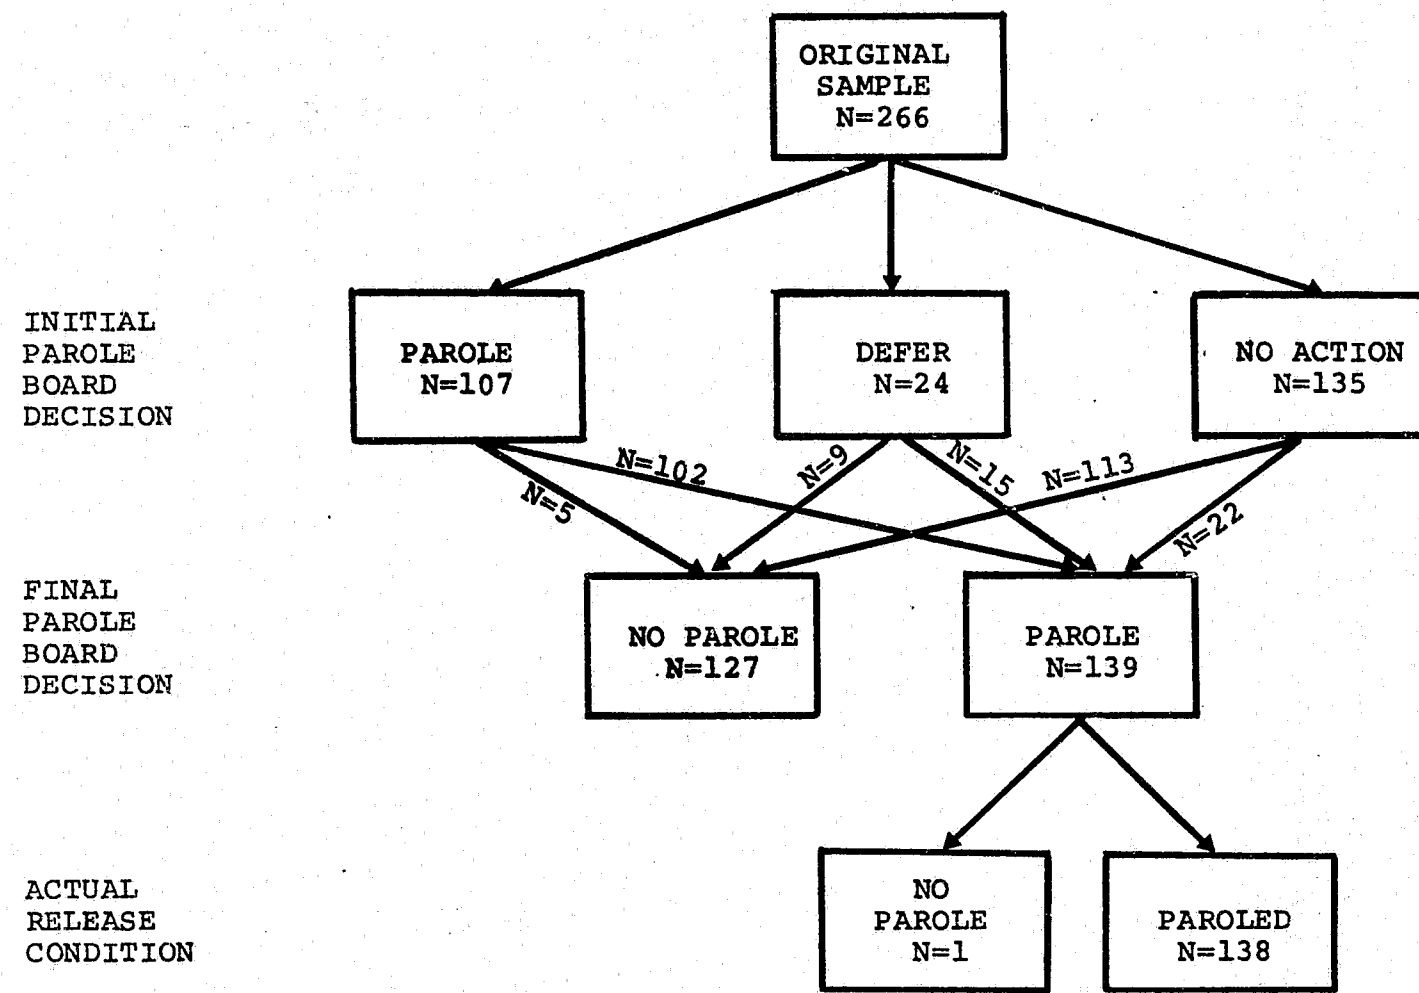 ORIGINAL
SAMPLE
N=266
INITIAL
PAROLE
BOARD
DECISION
PAROLE
N=107
DEFER
N=24
NO ACTION
N=135
N=5
N=102
N=9
N=15
N=113
N=22
FINAL
PAROLE
BOARD
DECISION
NO PAROLE
N=127
PAROLE
N=139
ACTUAL
RELEASE
CONDITION
NO
PAROLE
N=1
PAROLED
N=138